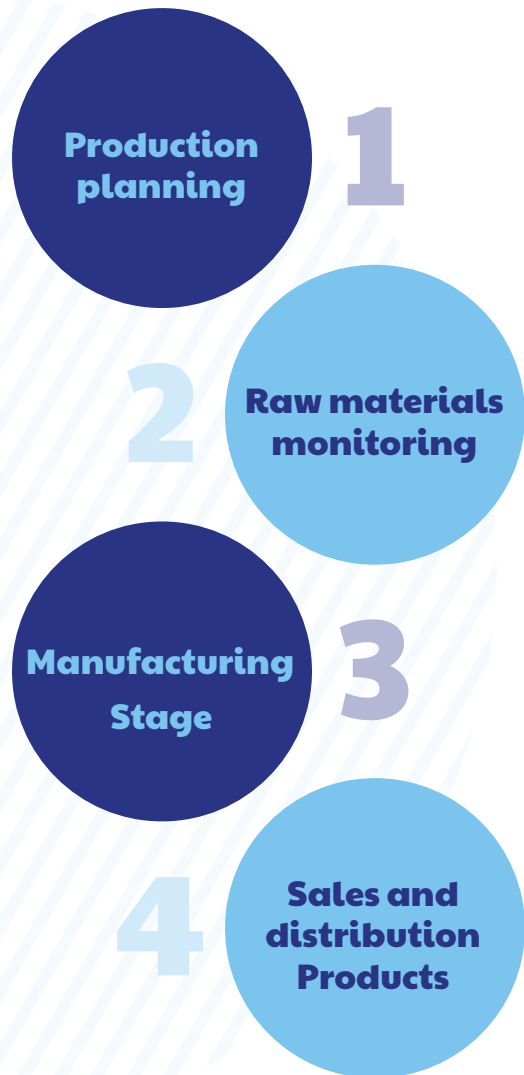 Production
planning
1
2
Raw materials
monitoring
Manufacturing
Stage
3
4
Sales and
distribution
Products